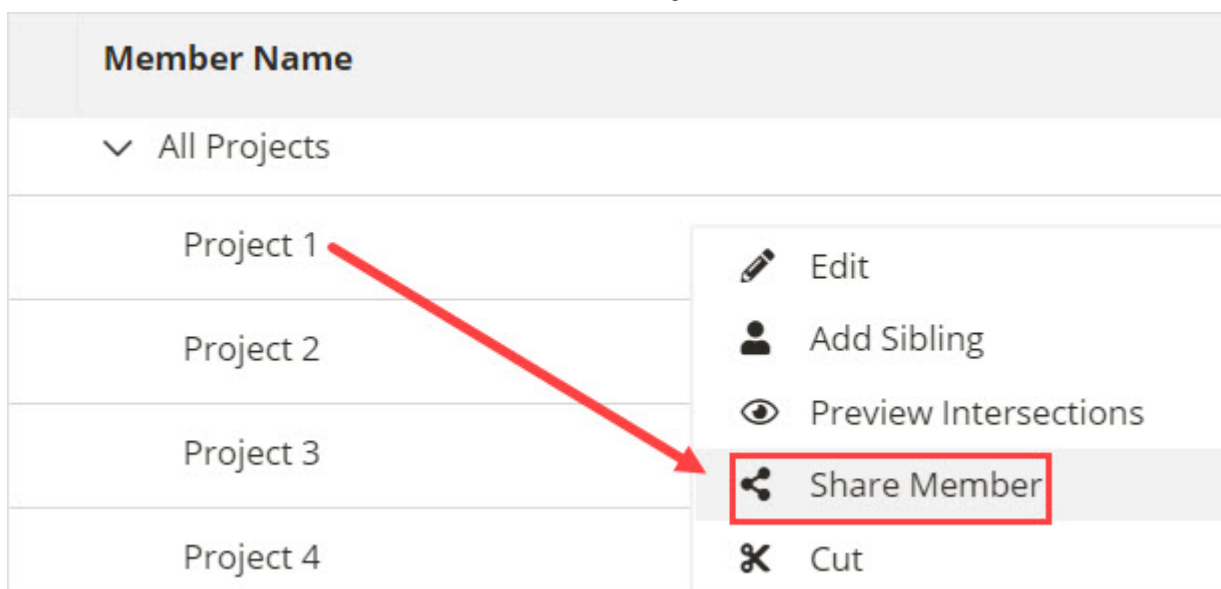 Member Name
All Projects
Project 1
Edit
Project 2
Add Sibling
Preview Intersections
Project 3
Share Member
Project 4
Cut